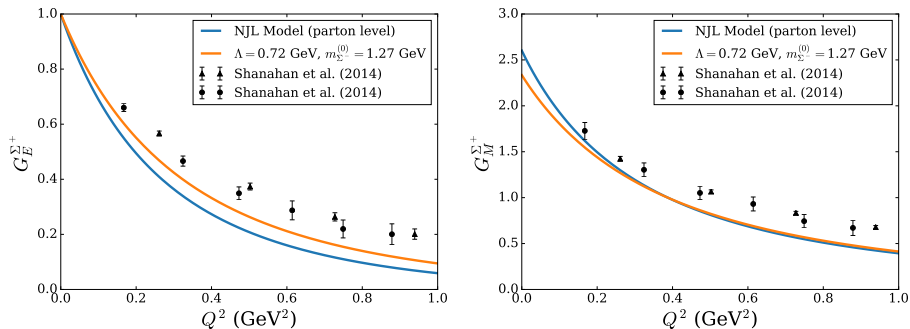 NJL Model (parton level)
Λ = 0.72 GeV, m_{Σ^-}^{(0)} = 1.27 GeV
Shanahan et al. (2014)
Shanahan et al. (2014)
G_E^{Σ^+}
1.0
0.8
0.6
0.4
0.2
0.0
0.0 0.2 0.4 0.6 0.8 1.0
Q^2 (GeV^2)
NJL Model (parton level)
Λ = 0.72 GeV, m_{Σ^-}^{(0)} = 1.27 GeV
Shanahan et al. (2014)
Shanahan et al. (2014)
G_M^{Σ^+}
3.0
2.5
2.0
1.5
1.0
0.5
0.0
0.0 0.2 0.4 0.6 0.8 1.0
Q^2 (GeV^2)